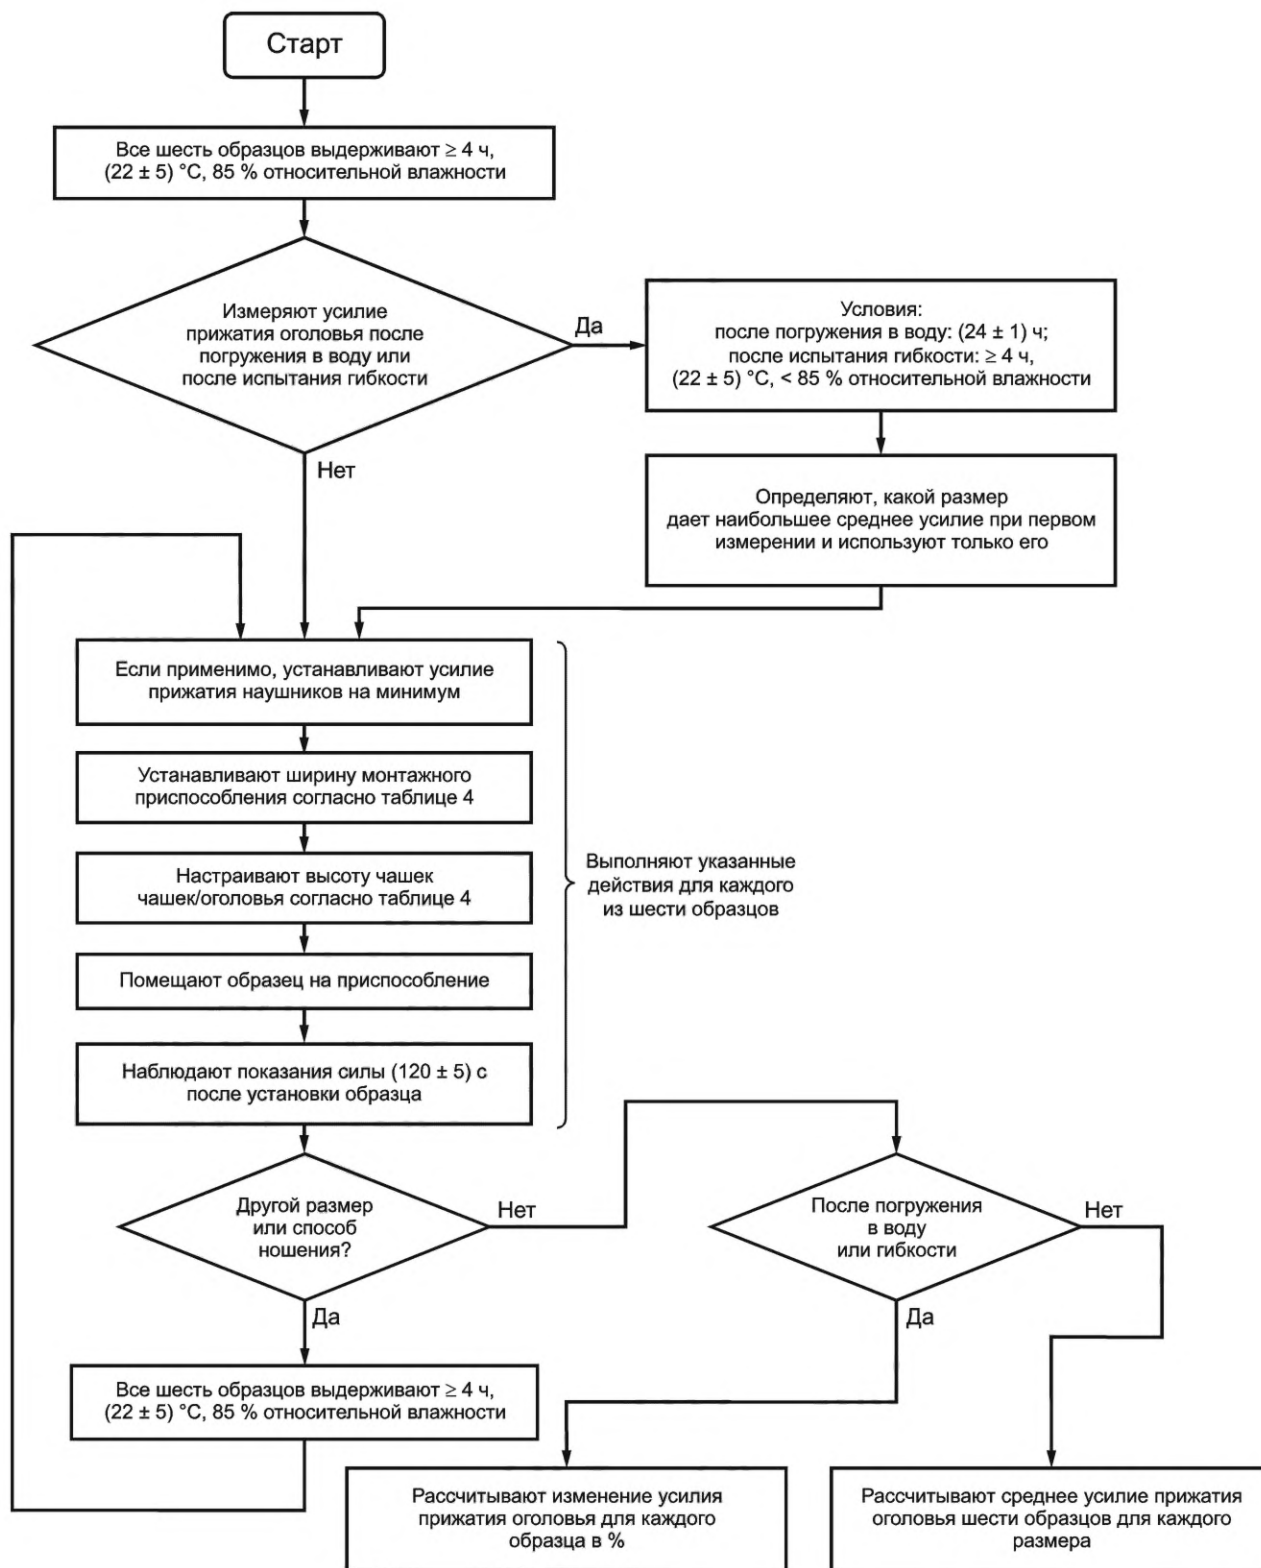 Старт
Все шесть образцов выдерживают ≥ 4 ч,
(22 ± 5) °C, 85 % относительной влажности
Измеряют усилие
прижатия оголовья после
погружения в воду или
после испытания гибкости
Да
Условия:
после погружения в воду: (24 ± 1) ч;
после испытания гибкости: ≥ 4 ч,
(22 ± 5) °C, < 85 % относительной влажности
Нет
Определяют, какой размер
дает наибольшее среднее усилие при первом
измерении и используют только его
Если применимо, устанавливают усилие
прижатия наушников на минимум
Устанавливают ширину монтажного
приспособления согласно таблице 4
Настраивают высоту чашек
чашек/оголовья согласно таблице 4
Выполняют указанные
действия для каждого
из шести образцов
Помещают образец на приспособление
Наблюдают показания силы (120 ± 5) с
после установки образца
Другой размер
или способ
ношения?
Нет
После погружения
в воду
или гибкости
Нет
Да
Да
Все шесть образцов выдерживают ≥ 4 ч,
(22 ± 5) °C, 85 % относительной влажности
Рассчитывают изменение усилия
прижатия оголовья для каждого
образца в %
Рассчитывают среднее усилие прижатия
оголовья шести образцов для каждого
размера